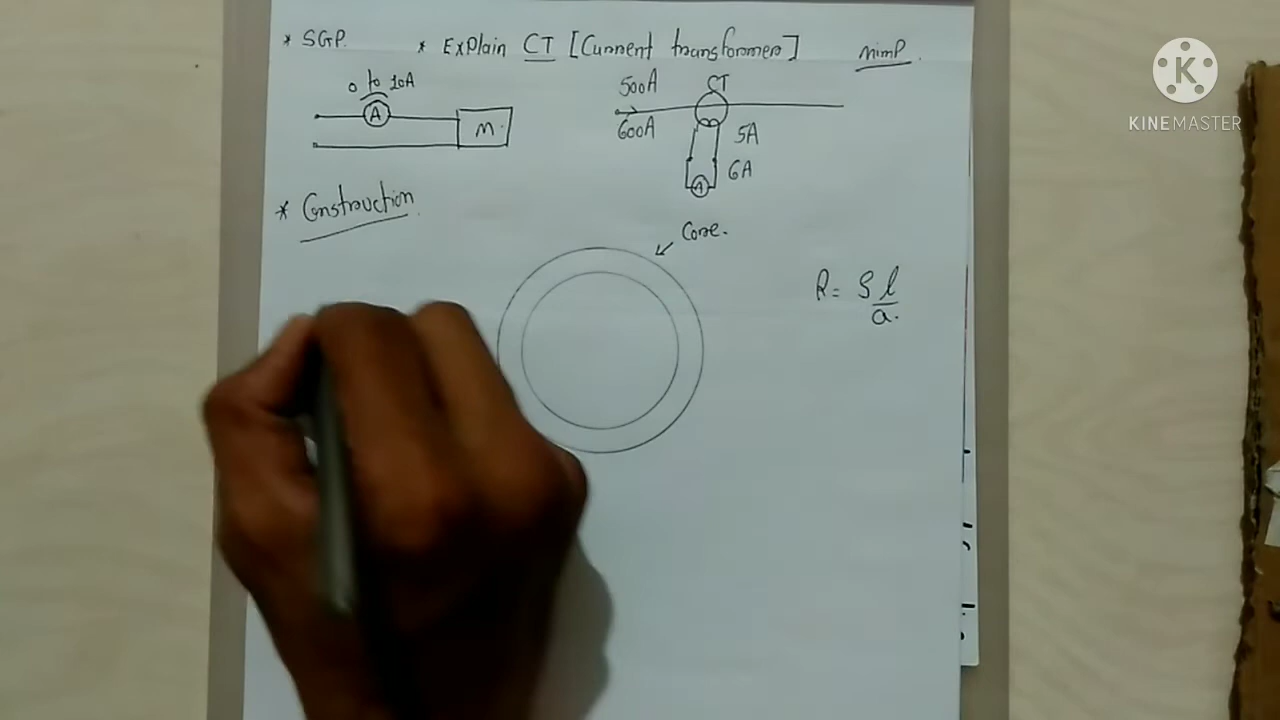 * SGP. * Explain CT [Current transformer] MimP.
0 to 10A
A
M.
500A CT
600A
5A
6A
A
* Construction
Core.
R = ρ l / a.
K
KINEMASTER